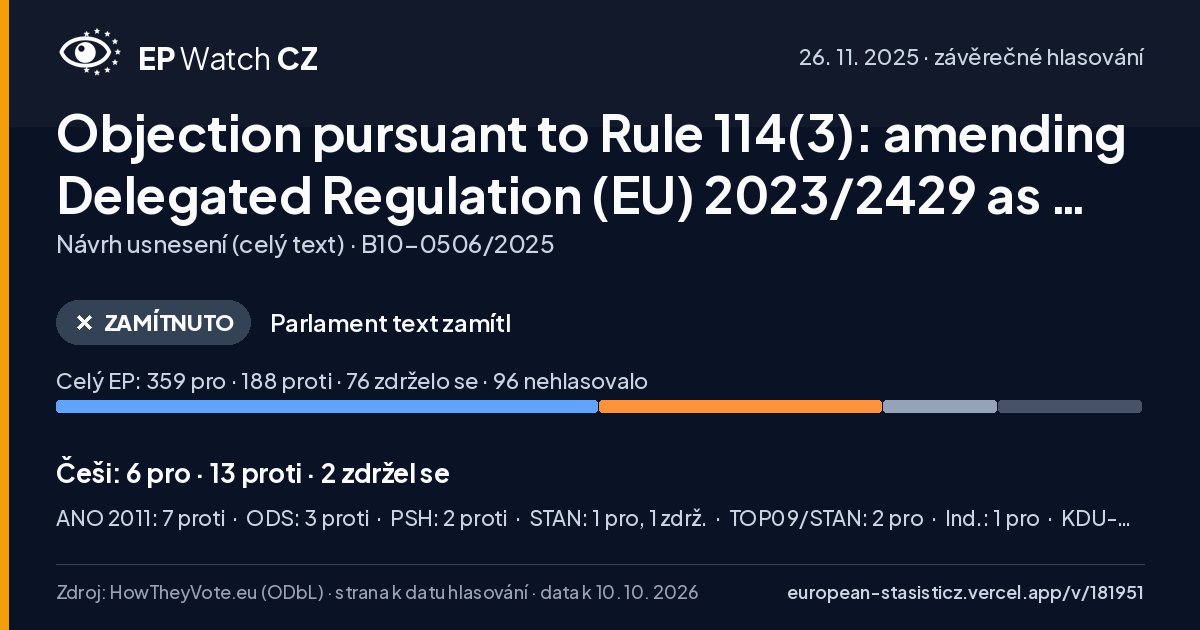 EP Watch CZ
26. 11. 2025 · závěrečné hlasování
Objection pursuant to Rule 114(3): amending
Delegated Regulation (EU) 2023/2429 as …
Návrh usnesení (celý text) · B10-0506/2025
✕ ZAMÍTNUTO
Parlament text zamítl
Celý EP: 359 pro · 188 proti · 76 zdrželo se · 96 nehlasovalo
Češi: 6 pro · 13 proti · 2 zdržel se
ANO 2011: 7 proti · ODS: 3 proti · PSH: 2 proti · STAN: 1 pro, 1 zdrž. · TOP09/STAN: 2 pro · Ind.: 1 pro · KDU-…
Zdroj: HowTheyVote.eu (ODbL) · strana k datu hlasování · data k 10. 10. 2026
european-stasisticz.vercel.app/v/181951